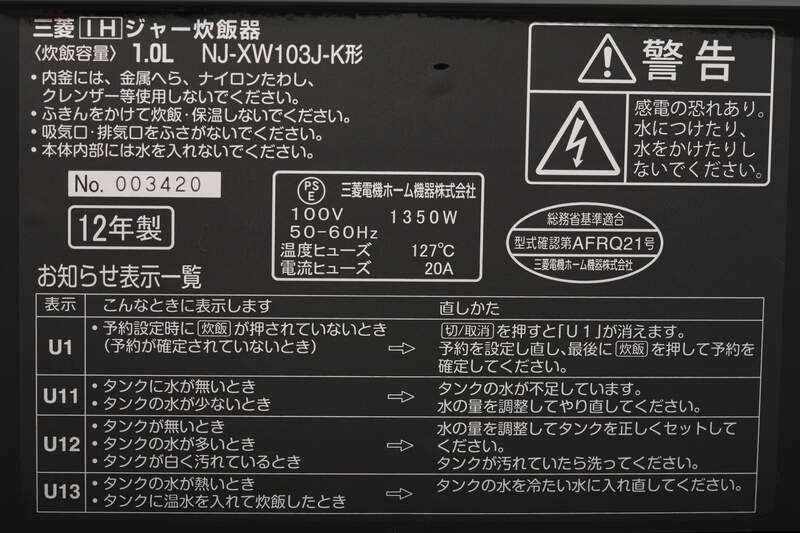 三菱 IH ジャー炊飯器
〈炊飯容量〉 1.0L NJ-XW103J-K形
・内釜には、金属へら、ナイロンたわし、
クレンザー等使用しないでください。
・ふきんをかけて炊飯・保温しないでください。
・吸気口・排気口をふさがないでください。
・本体内部には水を入れないでください。
警告
感電の恐れあり。
水につけたり、
水をかけたりし
ないでください。
No. 003420
12年製
PSE 三菱電機ホーム機器株式会社
100V 1350W
50-60Hz
温度ヒューズ 127℃
電流ヒューズ 20A
総務省基準適合
型式確認第AFRQ21号
三菱電機ホーム機器株式会社
お知らせ表示一覧
表示 こんなときに表示します 直しかた
U1
・予約設定時に 炊飯 が押されていないとき
(予約が確定されていないとき)
⇨
切/取消 を押すと「U1」が消えます。
予約を設定し直し、最後に 炊飯 を押して予約を
確定してください。
U11
・タンクに水が無いとき
・タンクの水が少ないとき
⇨
タンクの水が不足しています。
水の量を調整してやり直してください。
U12
・タンクが無いとき
・タンクの水が多いとき
・タンクが白く汚れているとき
⇨
水の量を調整してタンクを正しくセットして
ください。
タンクが汚れていたら洗ってください。
U13
・タンクの水が熱いとき
・タンクに温水を入れて炊飯したとき
⇨
タンクの水を冷たい水に入れ直してください。